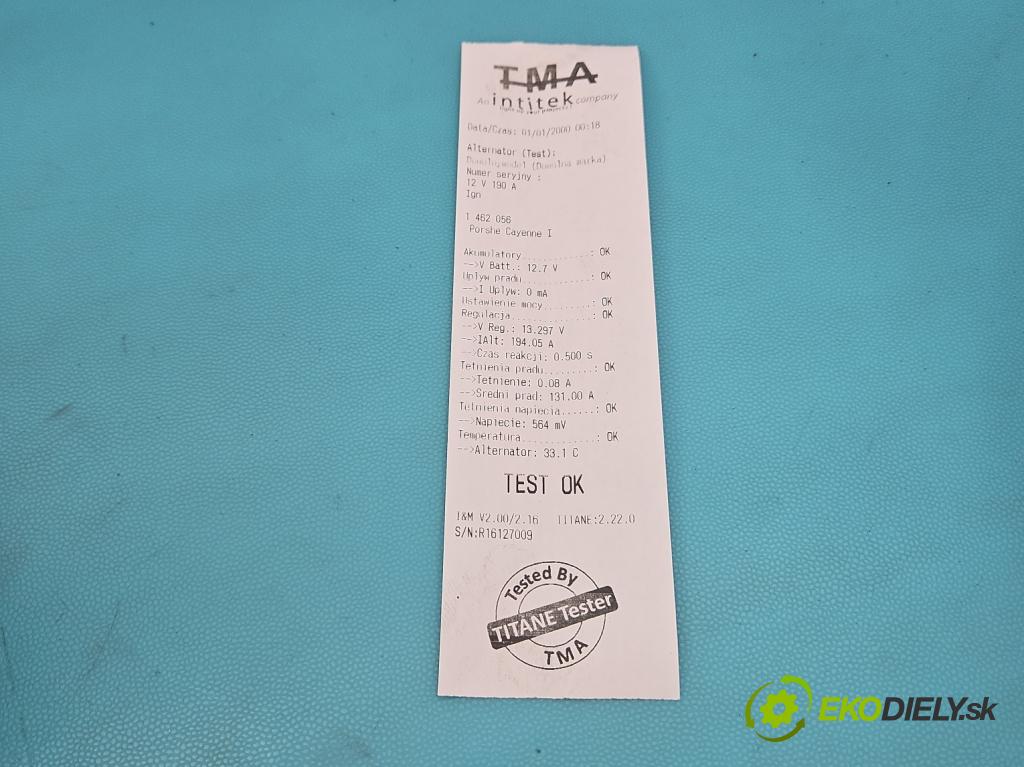 TMA
An intitek company
Data/Czas: 01/01/2000 00:18
Alternator (Test):
(Dowolna marka)
Numer seryjny :
12 V 190 A
Ign
1 462 056
Porshe Cayenne I
Akumulatory..........: OK
-->V Batt.: 12.7 V
Uplyw pradu..........: OK
-->I Uplyw: 0 mA
Ustawienie mocy........: OK
Regulacja............: OK
-->V Reg.: 13.297 V
-->IAlt: 194.05 A
-->Czas reakcji: 0.500 s
Tetnienia pradu........: OK
-->Tetnienie: 0.08 A
-->Sredni prad: 131.00 A
Tetnienia napiecia......: OK
-->Napiecie: 564 mV
Temperatura............: OK
-->Alternator: 33.1 C
TEST OK
T&M V2.00/2.16 TITANE:2.22.0
S/N:R16127009
Tested By
TITANE Tester
TMA
EKODIELY.sk